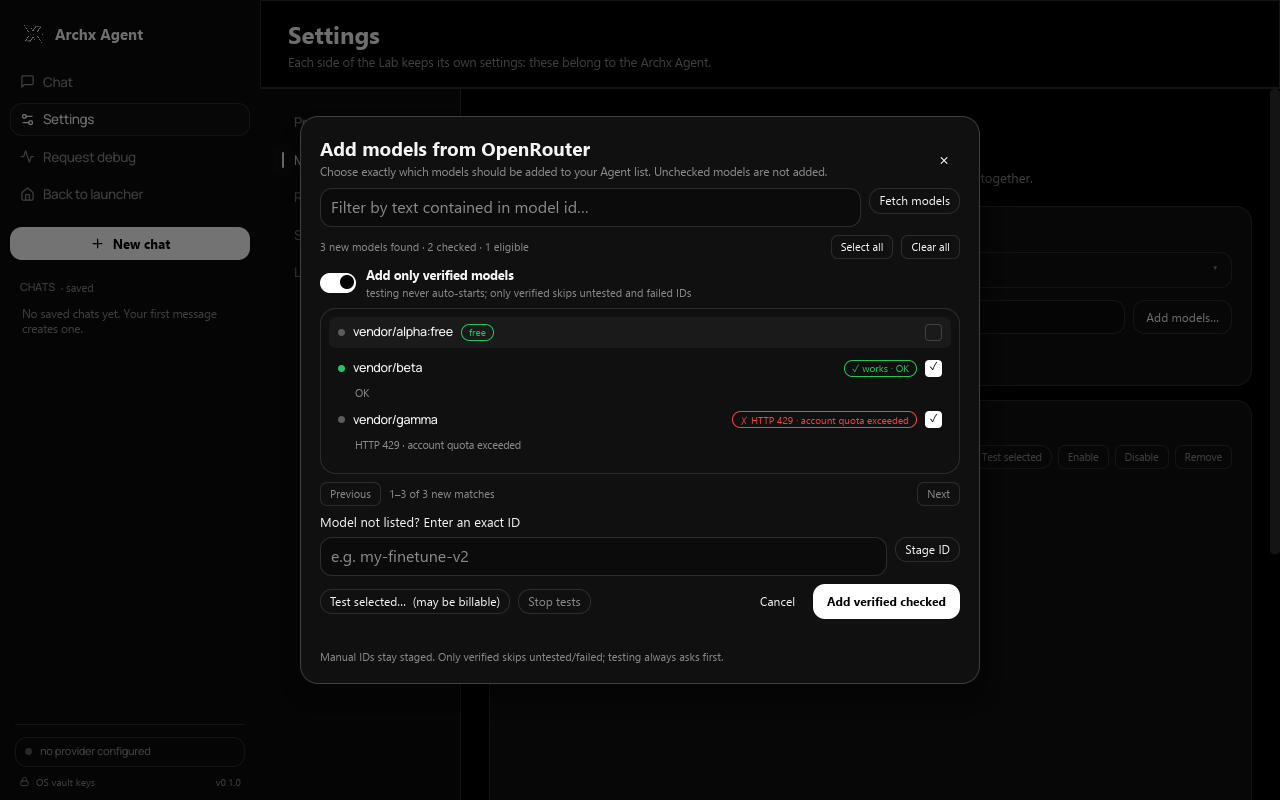 Archx Agent
Chat
Settings
Request debug
Back to launcher
+ New chat
CHATS · saved
No saved chats yet. Your first message
creates one.
no provider configured
OS vault keys
v0.1.0
Settings
Each side of the Lab keeps its own settings: these belong to the Archx Agent.
together.
Add models...
Test selected
Enable
Disable
Remove
Add models from OpenRouter
×
Choose exactly which models should be added to your Agent list. Unchecked models are not added.
Filter by text contained in model id...
Fetch models
3 new models found · 2 checked · 1 eligible
Select all
Clear all
Add only verified models
testing never auto-starts; only verified skips untested and failed IDs
vendor/alpha:free
free
vendor/beta
✓ works · OK
OK
vendor/gamma
✗ HTTP 429 · account quota exceeded
HTTP 429 · account quota exceeded
Previous
1–3 of 3 new matches
Next
Model not listed? Enter an exact ID
e.g. my-finetune-v2
Stage ID
Test selected... (may be billable)
Stop tests
Cancel
Add verified checked
Manual IDs stay staged. Only verified skips untested/failed; testing always asks first.